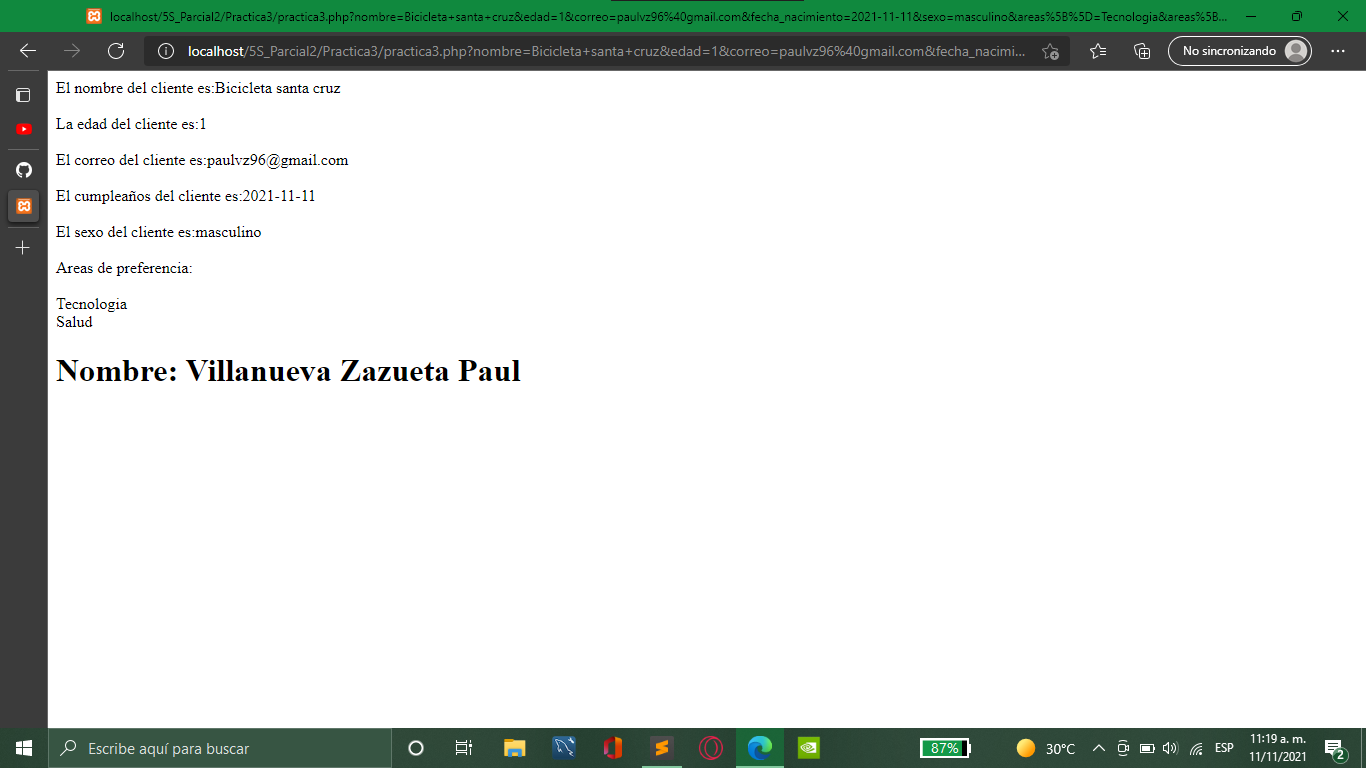 localhost/5S_Parcial2/Practica3/practica3.php?nombre=Bicicleta+santa+cruz&edad=1&correo=paulvz96%40gmail.com&fecha_nacimiento=2021-11-11&sexo=masculino&areas%5B%5D=Tecnologia&areas%5B...
localhost/5S_Parcial2/Practica3/practica3.php?nombre=Bicicleta+santa+cruz&edad=1&correo=paulvz96%40gmail.com&fecha_nacimi...
No sincronizando
El nombre del cliente es:Bicicleta santa cruz
La edad del cliente es:1
El correo del cliente es:paulvz96@gmail.com
El cumpleaños del cliente es:2021-11-11
El sexo del cliente es:masculino
Areas de preferencia:
Tecnologia
Salud
Nombre: Villanueva Zazueta Paul
Escribe aquí para buscar
87%
30°C
ESP
11:19 a. m.
11/11/2021
2